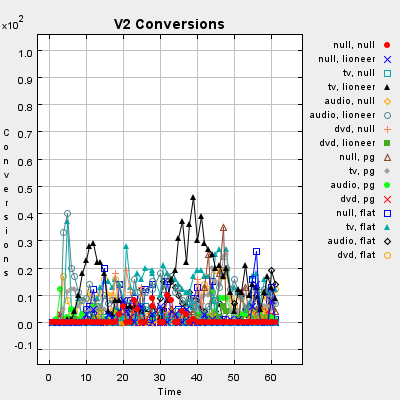 V2 Conversions
x10²
1.0
0.9
0.8
0.7
0.6
0.5
0.4
0.3
0.2
0.1
0.0
-0.1
0 10 20 30 40 50 60
Time
Conversions
null, null
null, lioneer
tv, null
tv, lioneer
audio, null
audio, lioneer
dvd, null
dvd, lioneer
null, pg
tv, pg
audio, pg
dvd, pg
null, flat
tv, flat
audio, flat
dvd, flat